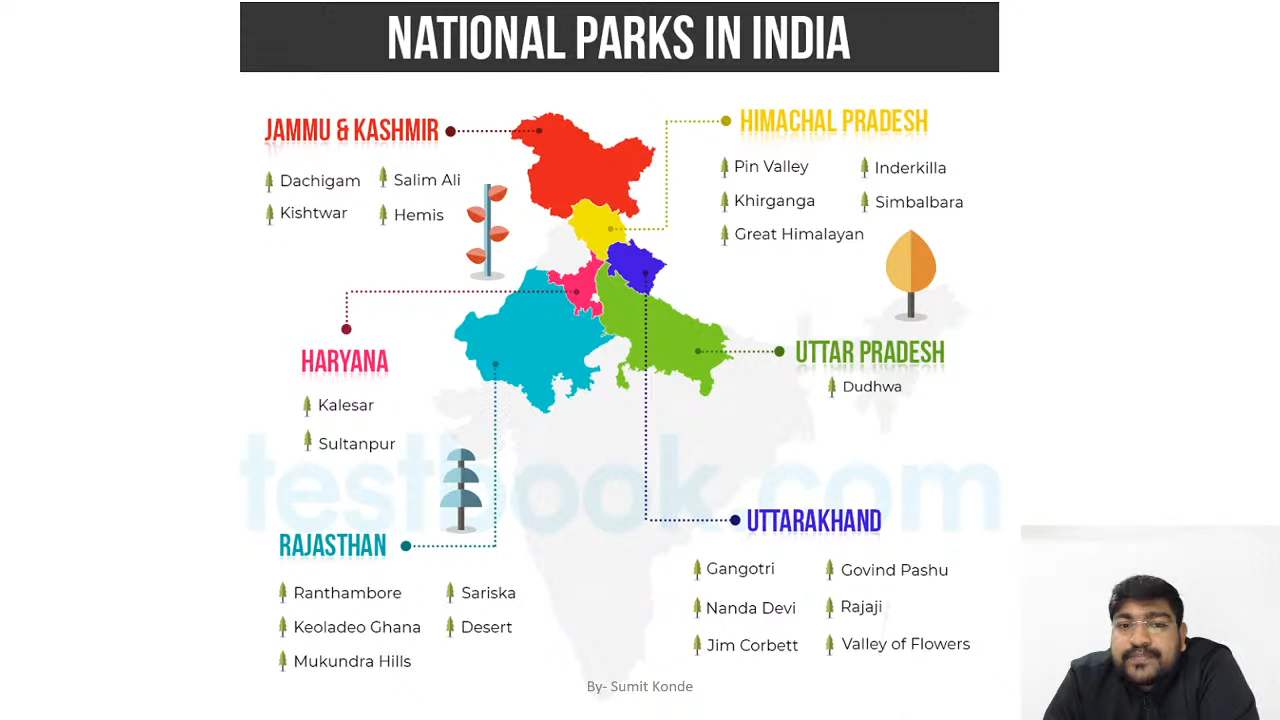 NATIONAL PARKS IN INDIA
JAMMU & KASHMIR
Dachigam
Salim Ali
Kishtwar
Hemis
HIMACHAL PRADESH
Pin Valley
Inderkilla
Khirganga
Simbalbara
Great Himalayan
HARYANA
Kalesar
Sultanpur
UTTAR PRADESH
Dudhwa
testbook.com
RAJASTHAN
Ranthambore
Sariska
Keoladeo Ghana
Desert
Mukundra Hills
UTTARAKHAND
Gangotri
Govind Pashu
Nanda Devi
Rajaji
Jim Corbett
Valley of Flowers
By- Sumit Konde